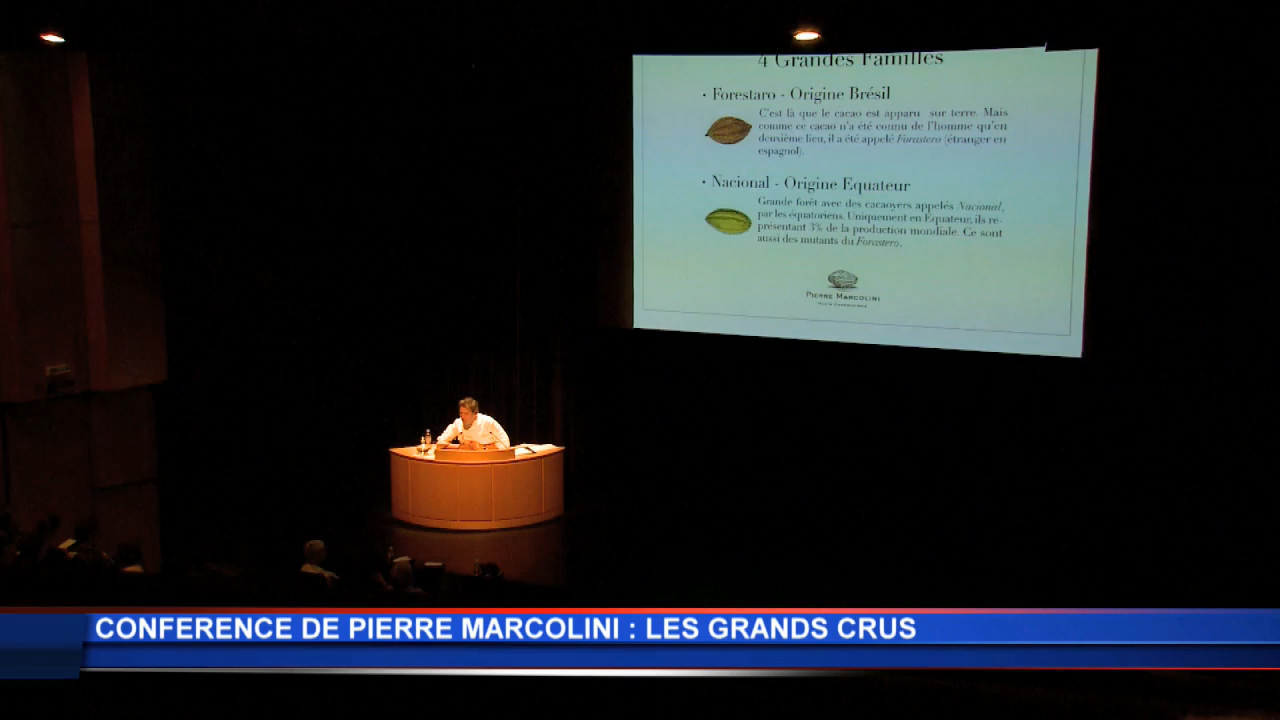 4 Grandes Familles
• Forestaro - Origine Brésil
C'est là que le cacao est apparu sur terre. Mais
comme ce cacao n'a été connu de l'homme qu'en
deuxième lieu, il a été appelé Forastero (étranger en
espagnol).
• Nacional - Origine Equateur
Grande forêt avec des cacaoyers appelés Nacional,
par les équatoriens. Uniquement en Equateur, ils re-
présentant 3% de la production mondiale. Ce sont
aussi des mutants du Forastero.
PIERRE MARCOLINI
CONFERENCE DE PIERRE MARCOLINI : LES GRANDS CRUS